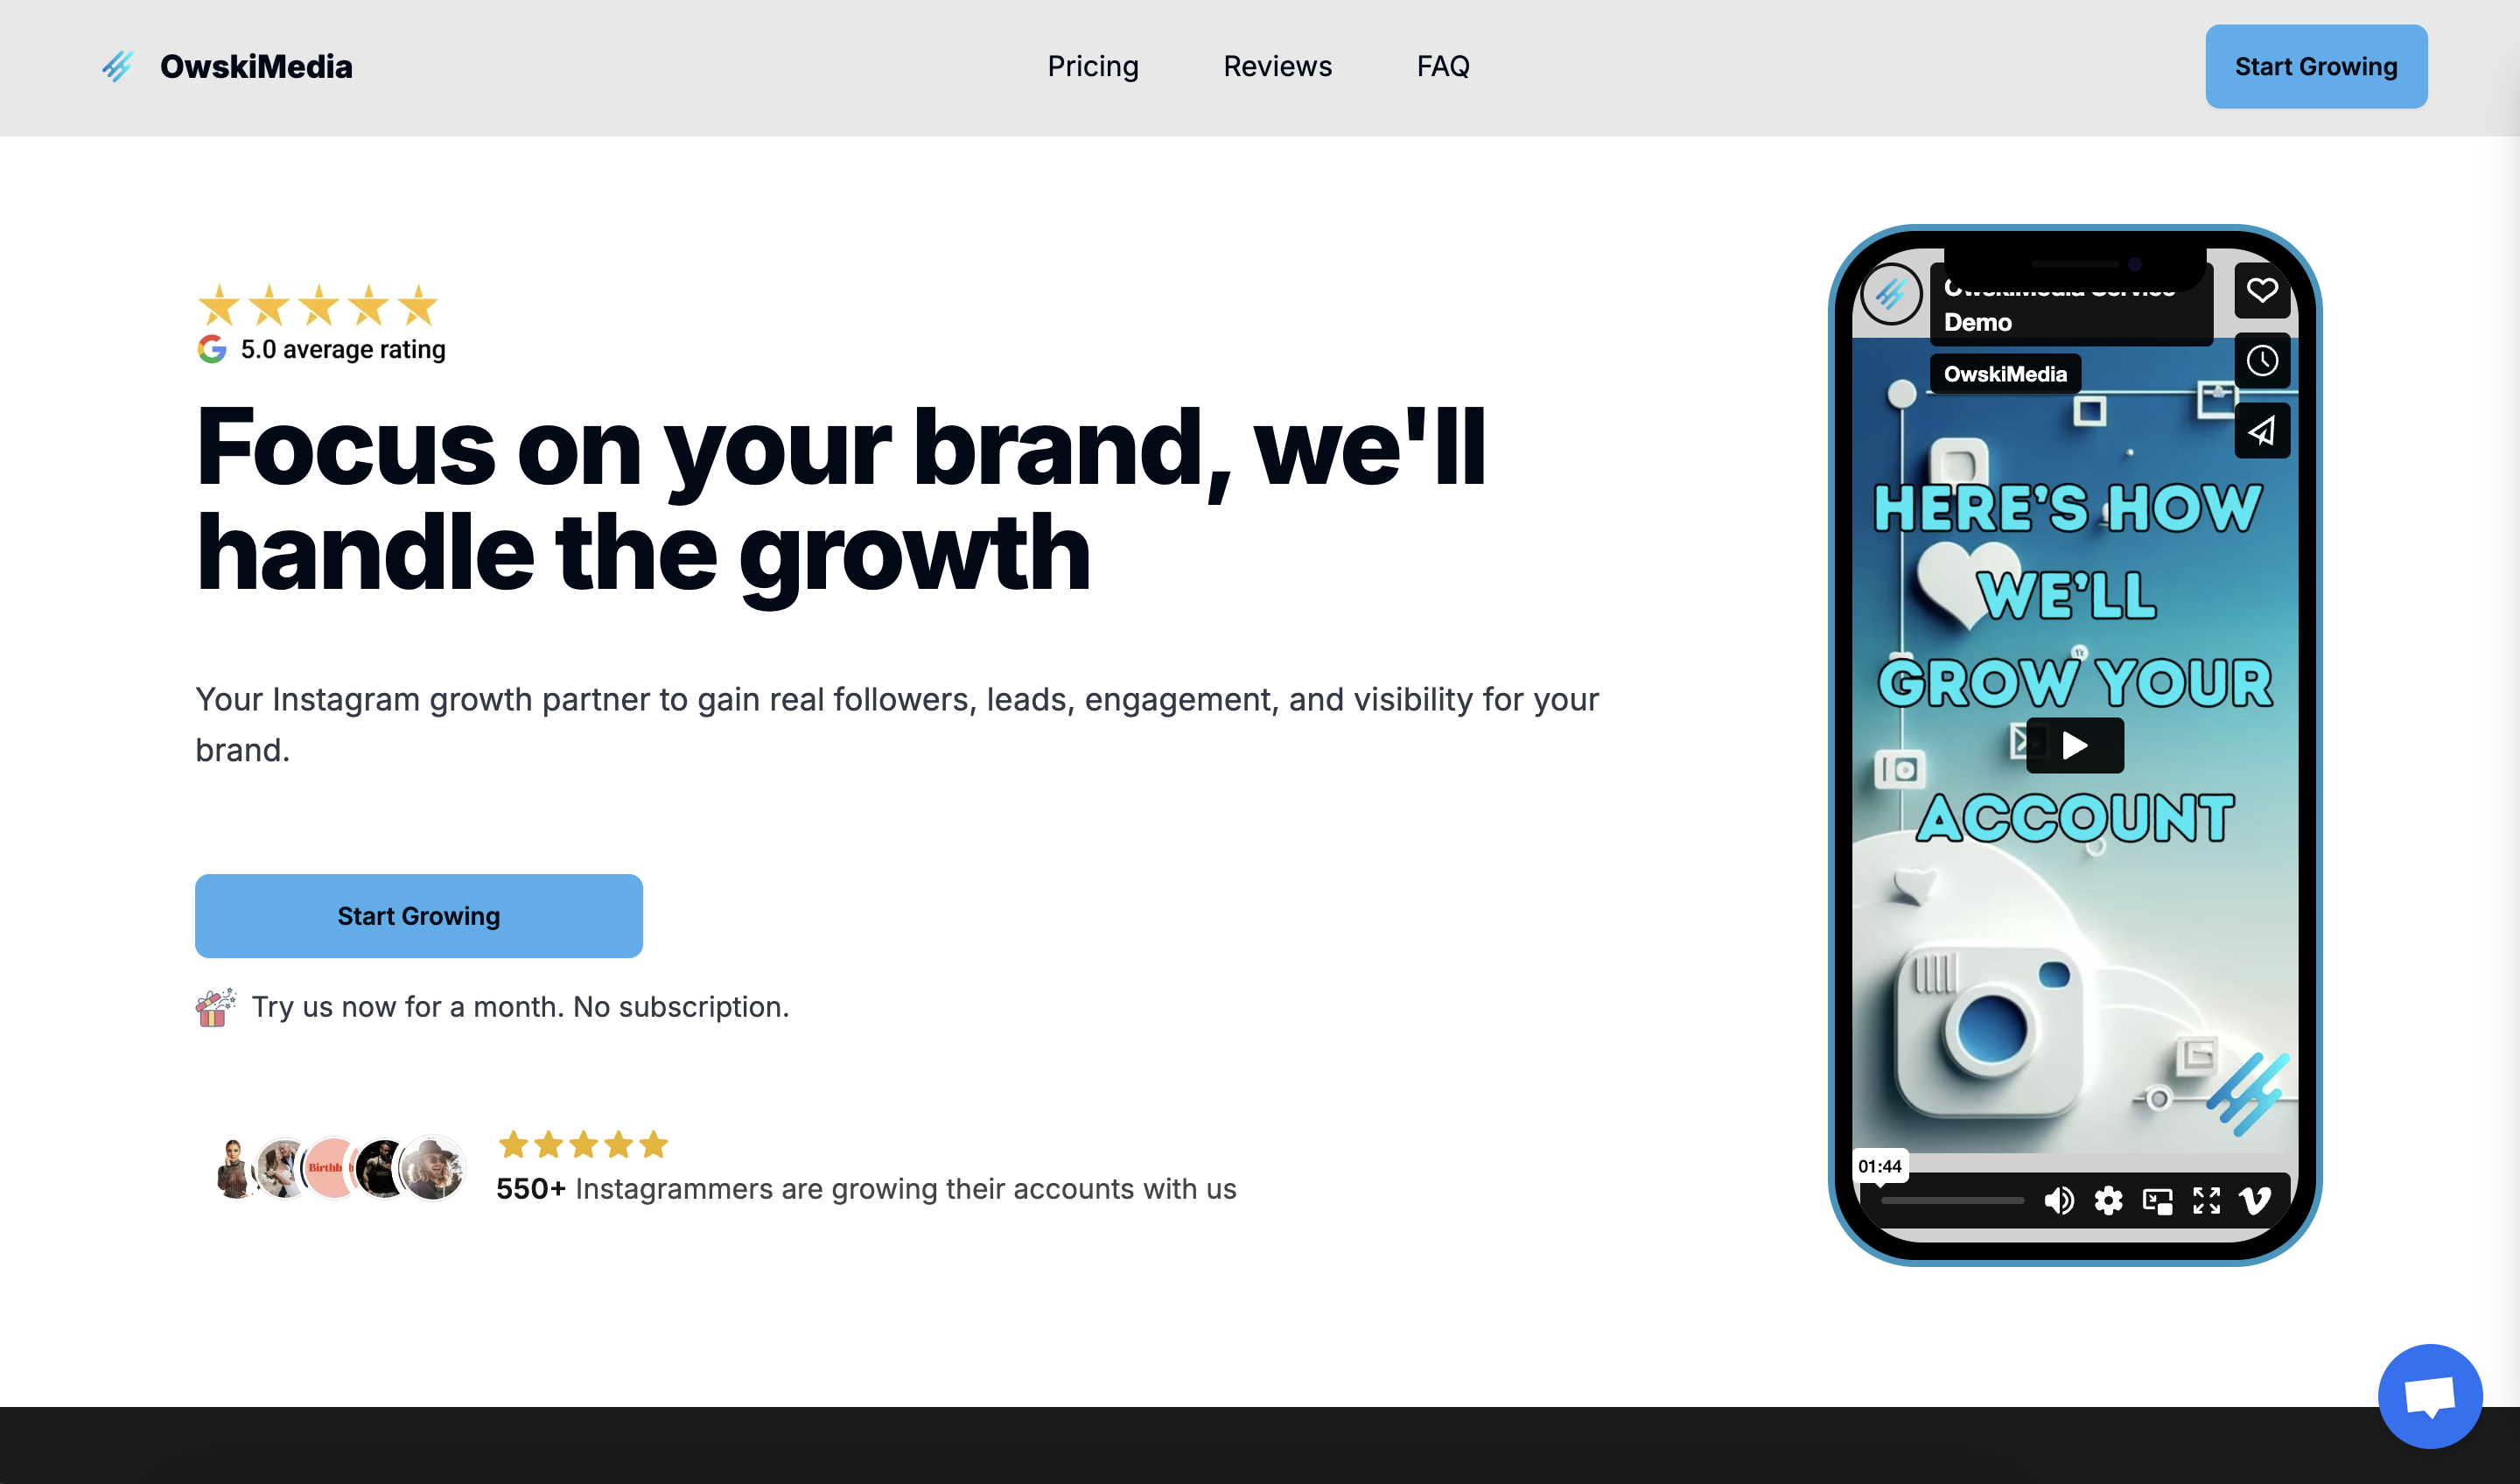 OwskiMedia
Pricing
Reviews
FAQ
Start Growing
5.0 average rating
Focus on your brand, we'll
handle the growth
Your Instagram growth partner to gain real followers, leads, engagement, and visibility for your
brand.
Start Growing
Try us now for a month. No subscription.
550+ Instagrammers are growing their accounts with us
OwskiMedia Service
Demo
OwskiMedia
HERE'S HOW
WE'LL
GROW YOUR
ACCOUNT
01:44